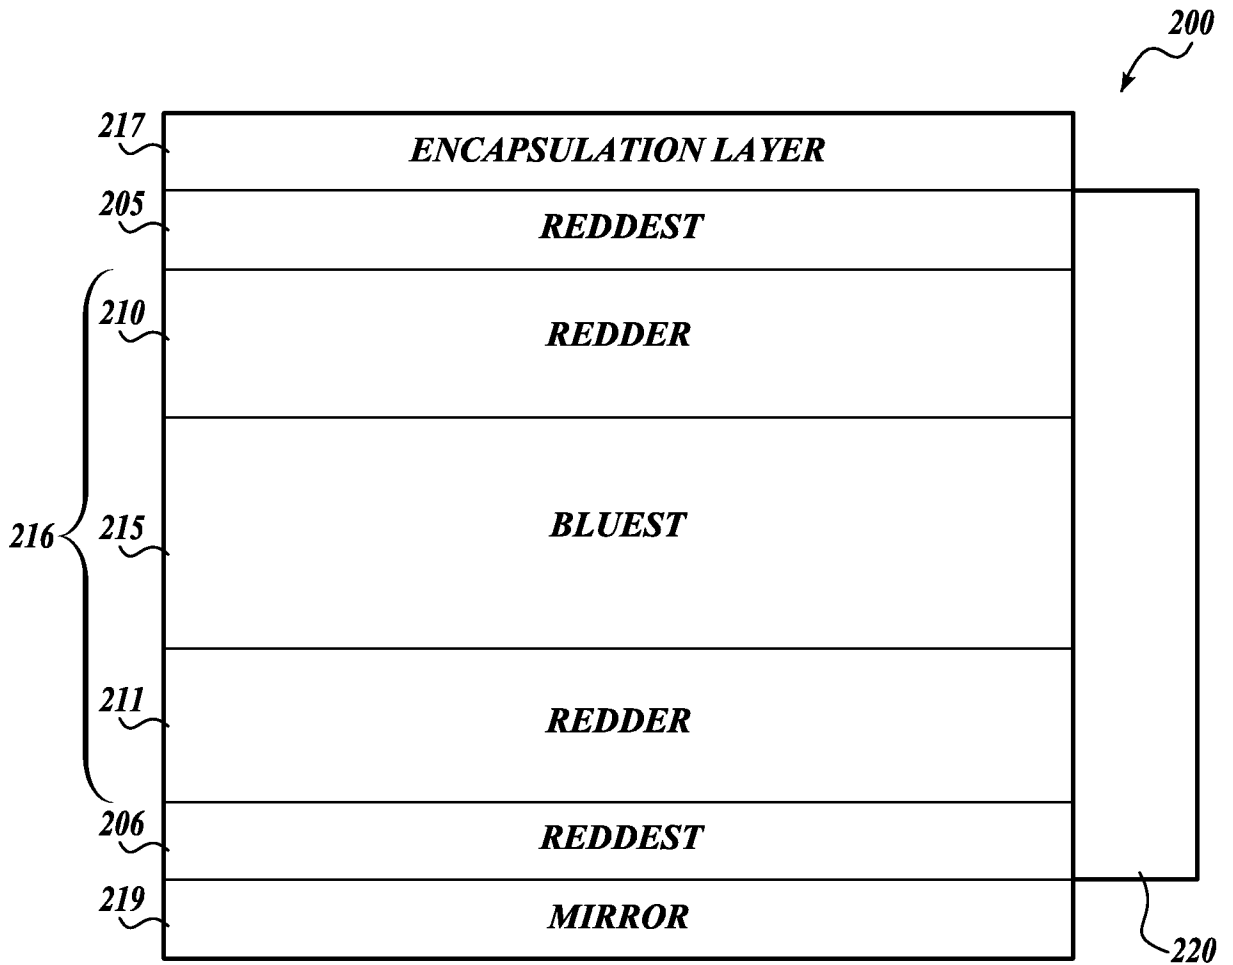 200
217
ENCAPSULATION LAYER
205
REDDEST
210
REDDER
216
215
BLUEST
211
REDDER
206
REDDEST
219
MIRROR
220